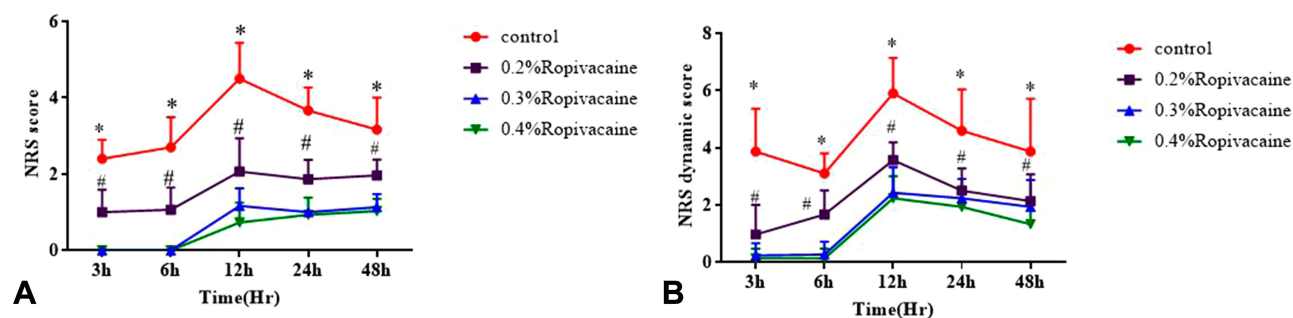 6
4
2
0
NRS score
* * * * *
# # # # #
3h 6h 12h 24h 48h
Time(Hr)
A
control
0.2%Ropivacaine
0.3%Ropivacaine
0.4%Ropivacaine
8
6
4
2
0
NRS dynamic score
* * * * *
# # # # #
3h 6h 12h 24h 48h
Time(Hr)
B
control
0.2%Ropivacaine
0.3%Ropivacaine
0.4%Ropivacaine